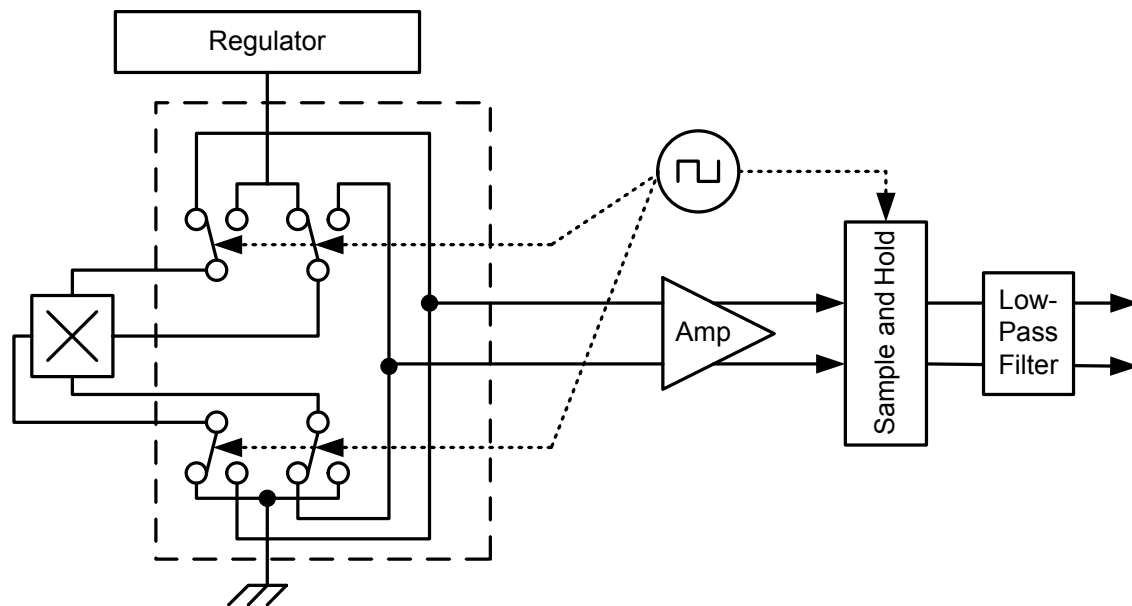 Regulator
Amp
Sample and Hold
Low-
Pass
Filter